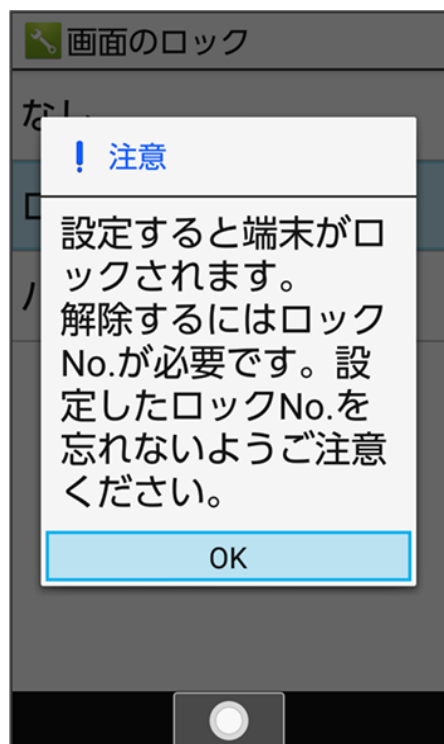 画面のロック
なし
注意
設定すると端末がロ
ックされます。
解除するにはロック
No.が必要です。設
定したロックNo.を
忘れないようご注意
ください。
OK